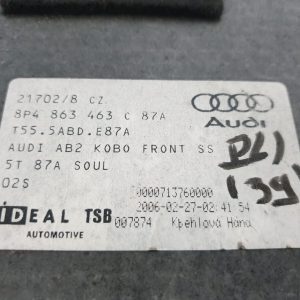 21702/8 CZ
8P4 863 463 C 87A
T55.5ABD.E87A
Audi
AUDI AB2 KOBO FRONT SS
5T 87A SOUL
02S
0000713760000
2006-02-27-02 41 54
007874
IDEAL TSB
AUTOMOTIVE
Hana